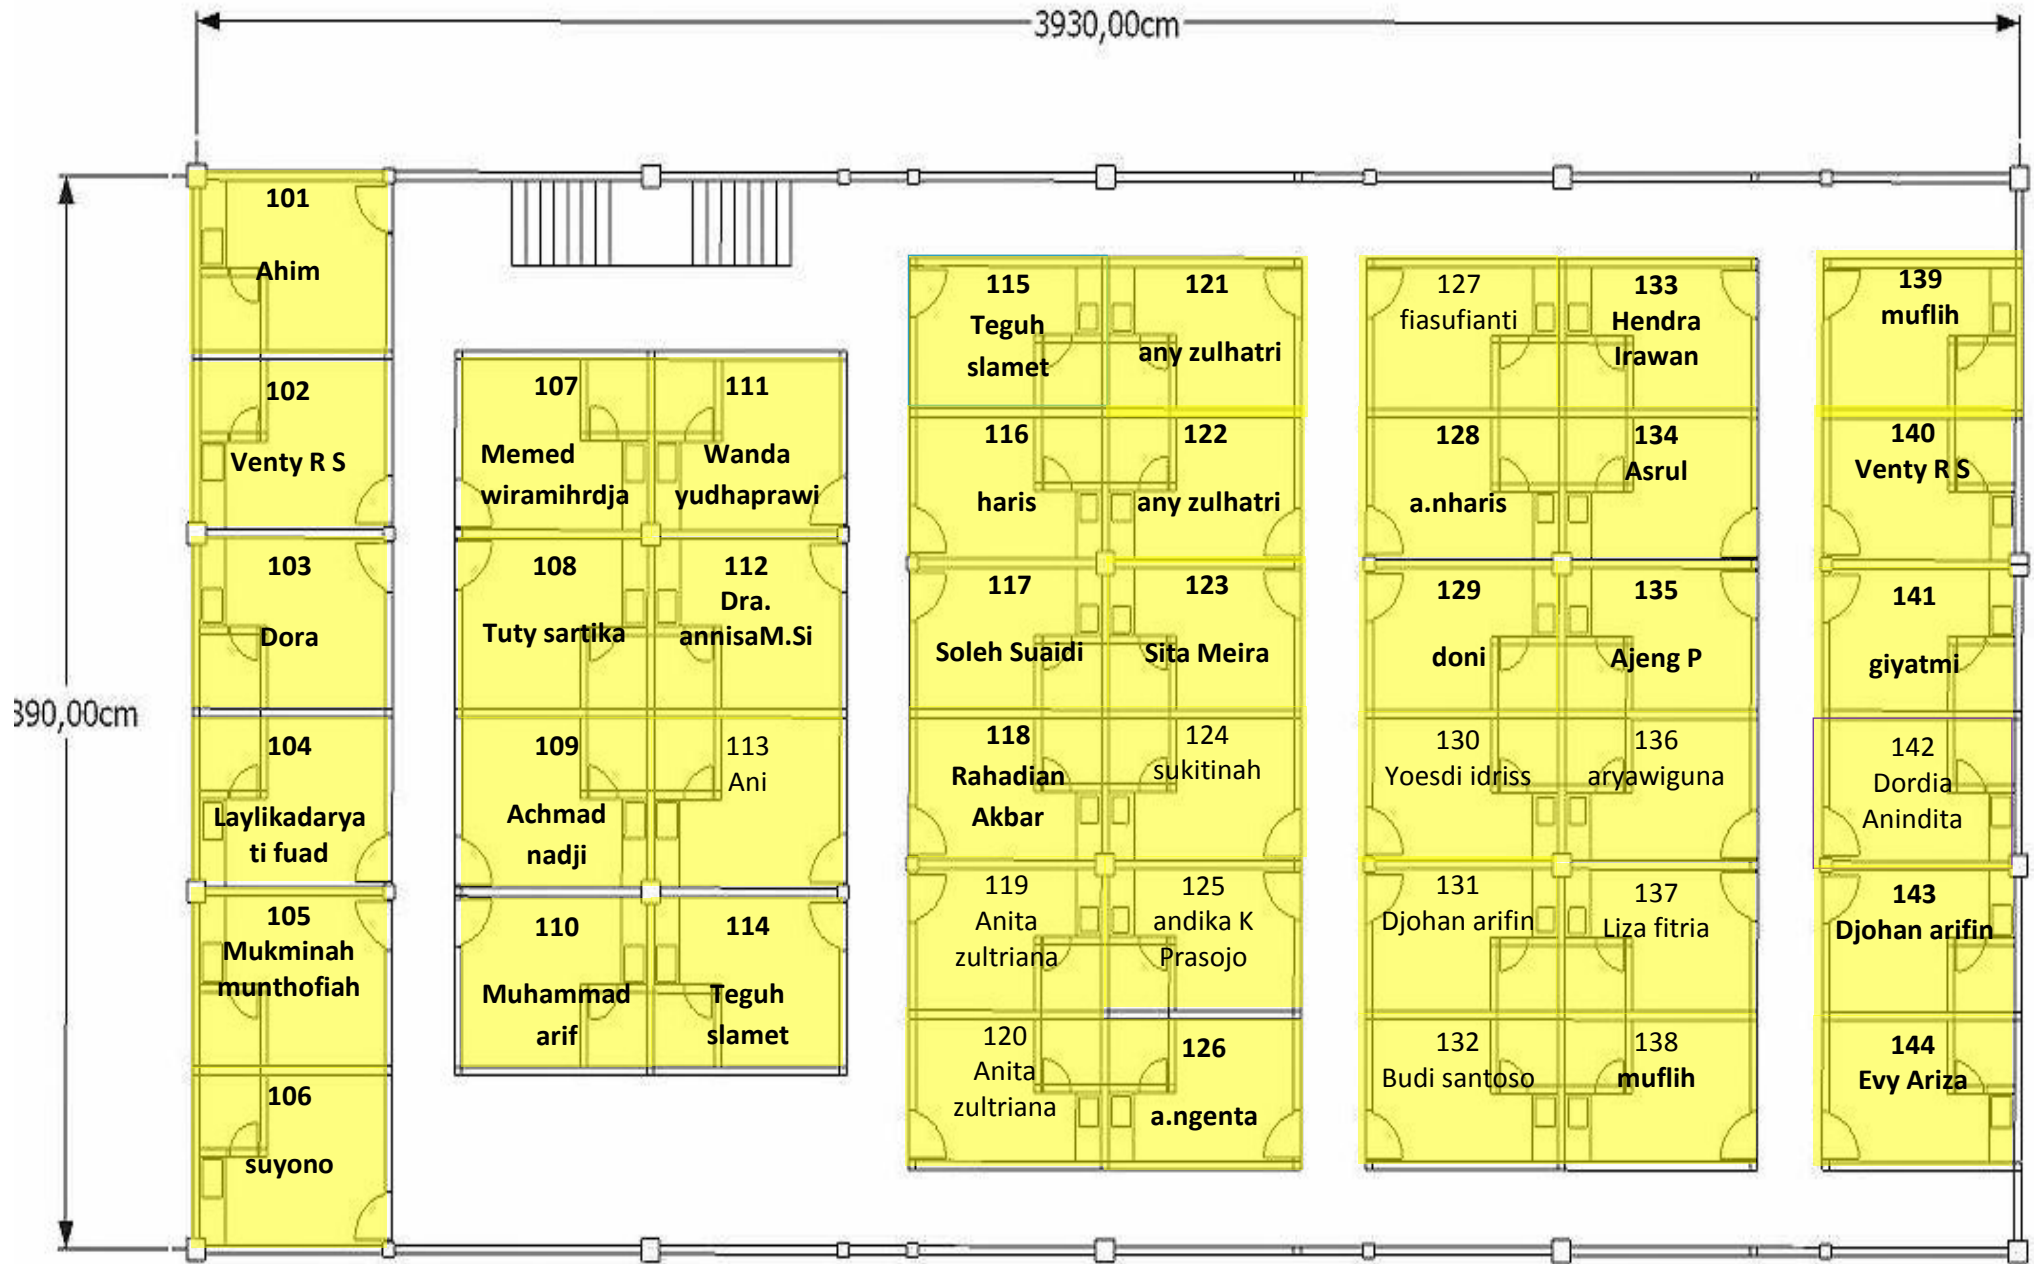 3930,00cm
390,00cm
101
Ahim
102
Venty R S
103
Dora
104
Laylikadarya
ti fuad
105
Mukminah
munthofiah
106
suyono
107
Memed
wiramihrdja
108
Tuty sartika
109
Achmad
nadji
110
Muhammad
arif
111
Wanda
yudhaprawi
112
Dra.
annisaM.Si
113
Ani
114
Teguh
slamet
115
Teguh
slamet
116
haris
117
Soleh Suaidi
118
Rahadian
Akbar
119
Anita
zultriana
120
Anita
zultriana
121
any zulhatri
122
any zulhatri
123
Sita Meira
124
sukitinah
125
andika K
Prasojo
126
a.ngenta
127
fiasufianti
128
a.nharis
129
doni
130
Yoesdi idriss
131
Djohan arifin
132
Budi santoso
133
Hendra
Irawan
134
Asrul
135
Ajeng P
136
aryawiguna
137
Liza fitria
138
muflih
139
muflih
140
Venty R S
141
giyatmi
142
Dordia
Anindita
143
Djohan arifin
144
Evy Ariza